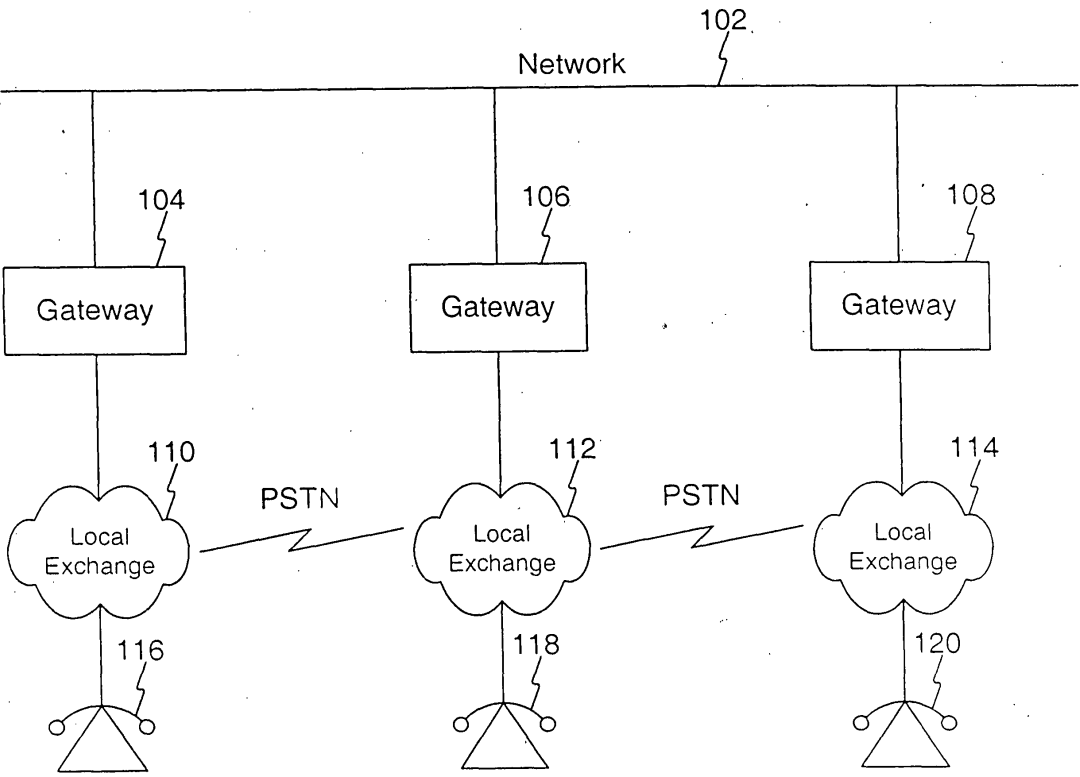 102
Network
104
106
108
Gateway
Gateway
Gateway
110
112
114
PSTN
PSTN
Local
Exchange
Local
Exchange
Local
Exchange
116
118
120